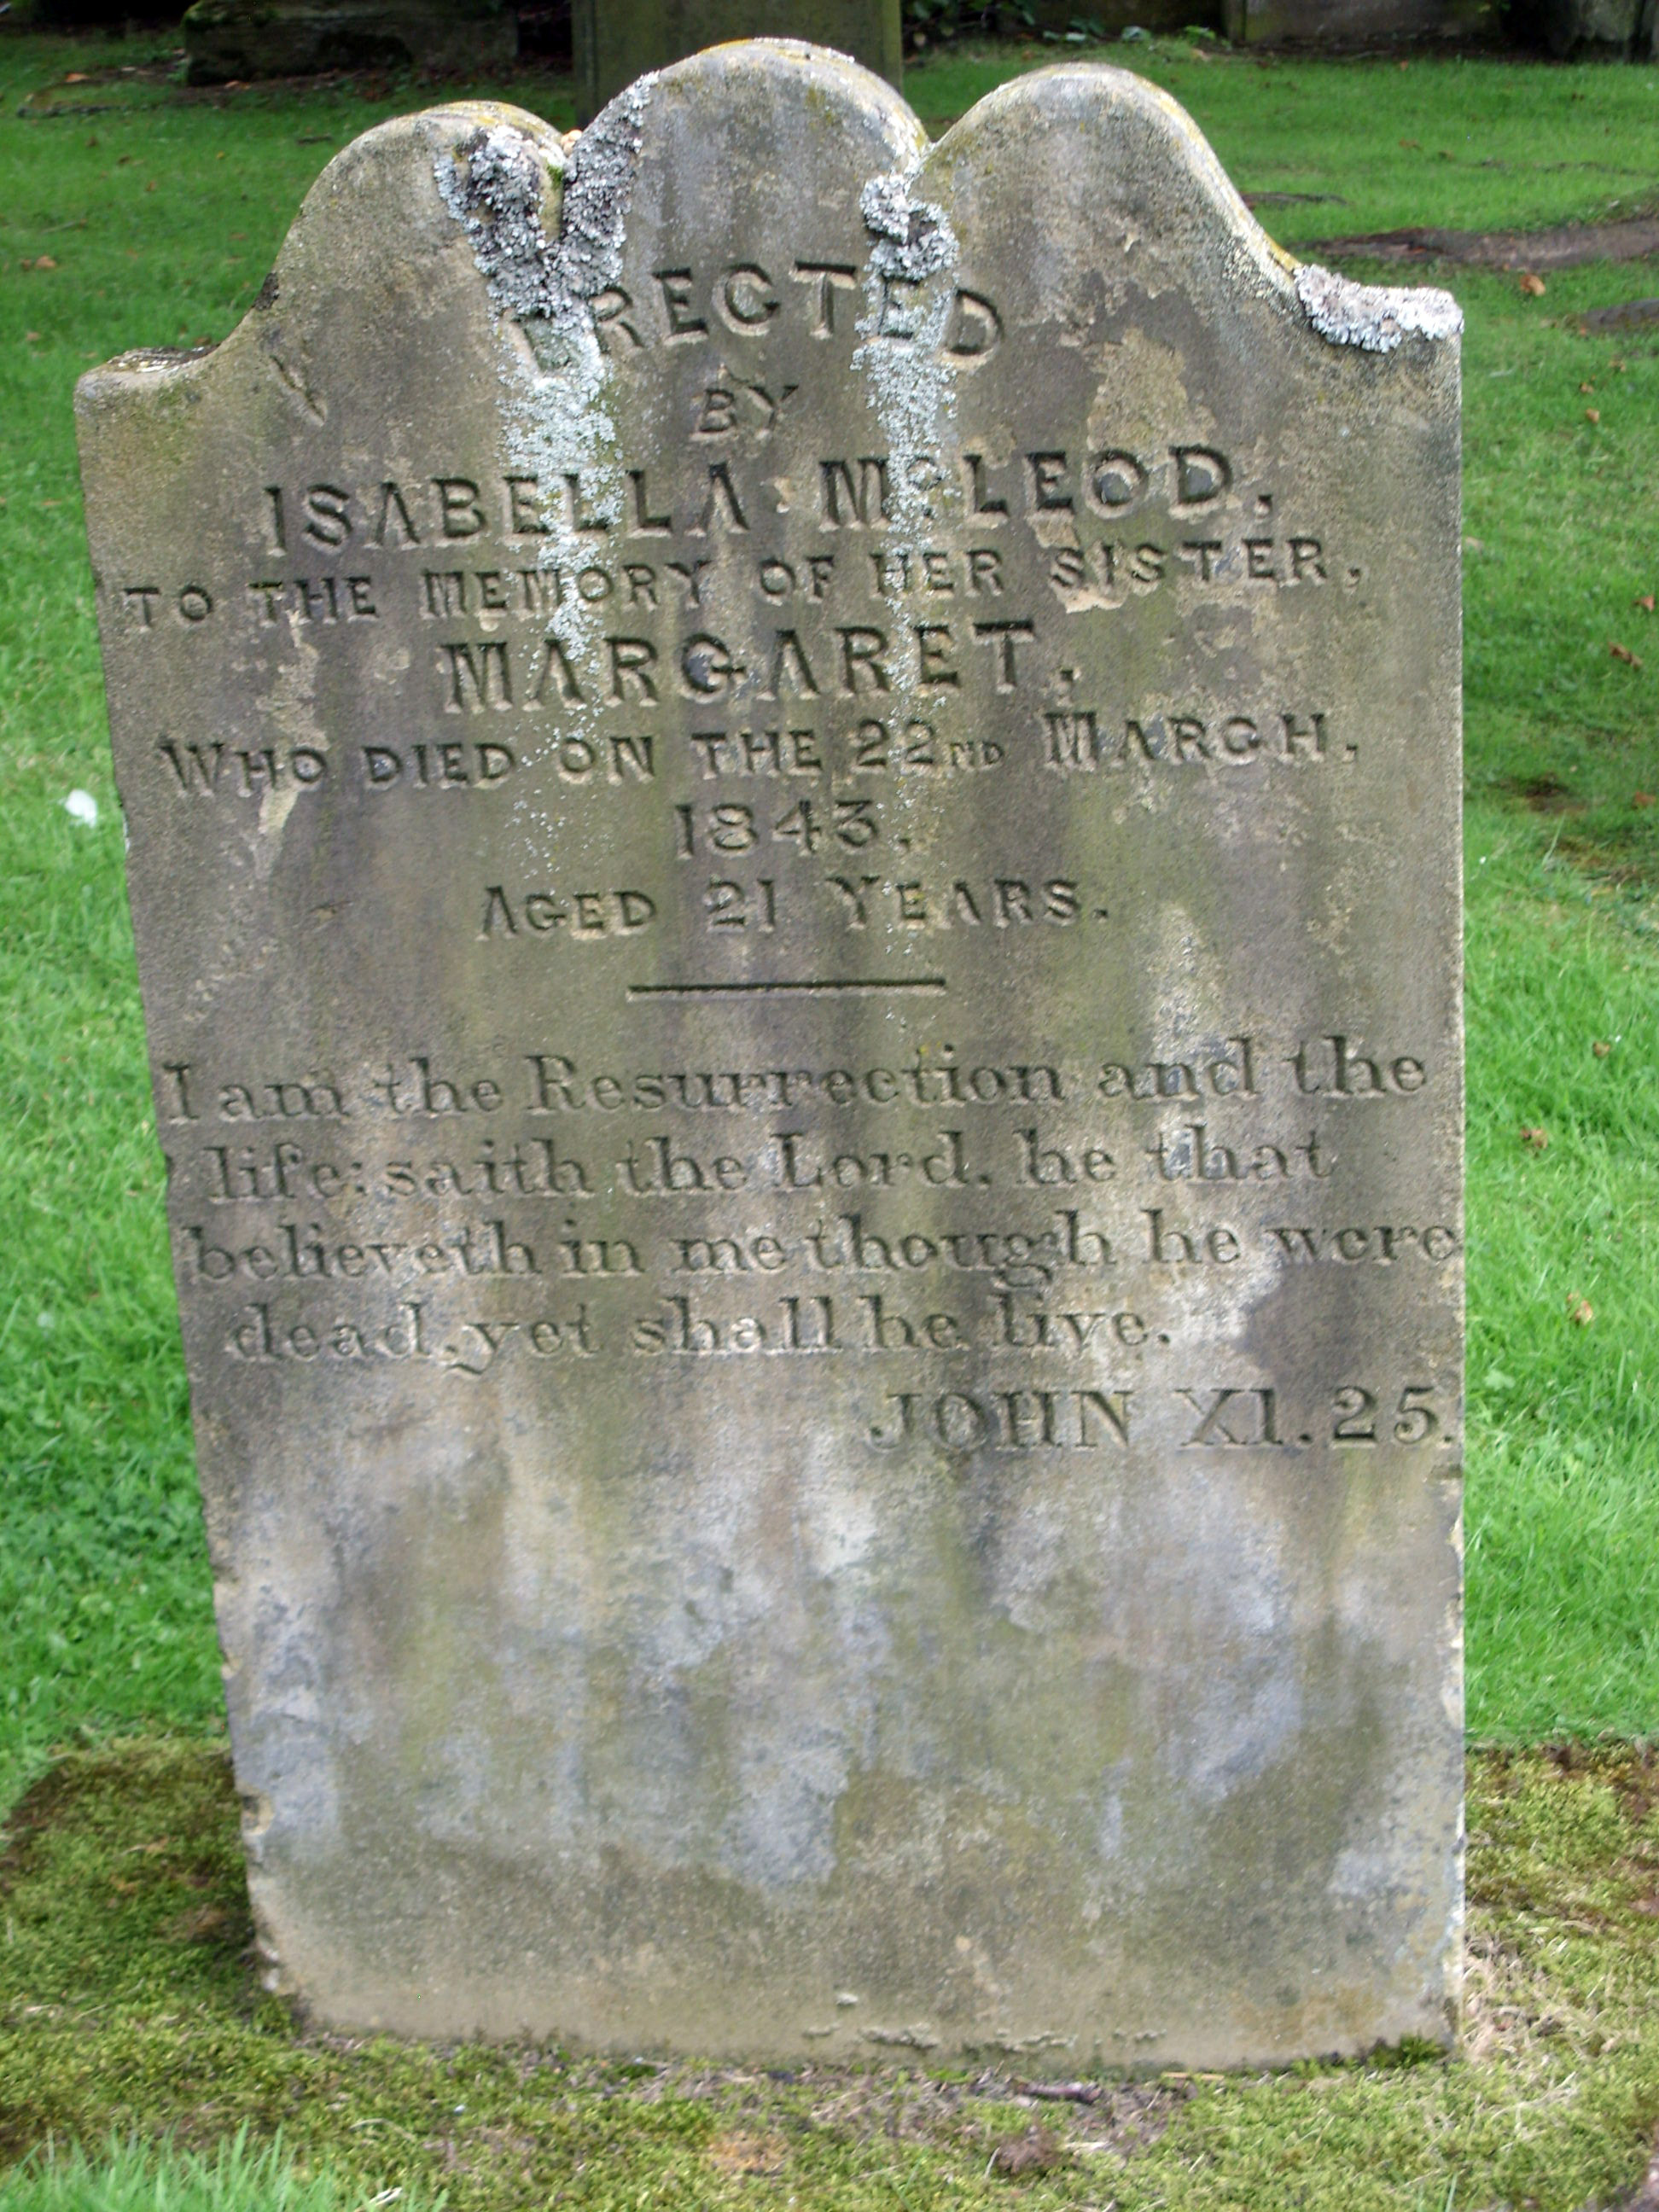 ERECTED
BY
ISABELLA McLEOD,
TO THE MEMORY OF HER SISTER,
MARGARET.
WHO DIED ON THE 22ND MARCH,
1843,
AGED 21 YEARS.
I am the Resurrection and the
life: saith the Lord. he that
believeth in me though he were
dead, yet shall he live.
JOHN XI. 25.